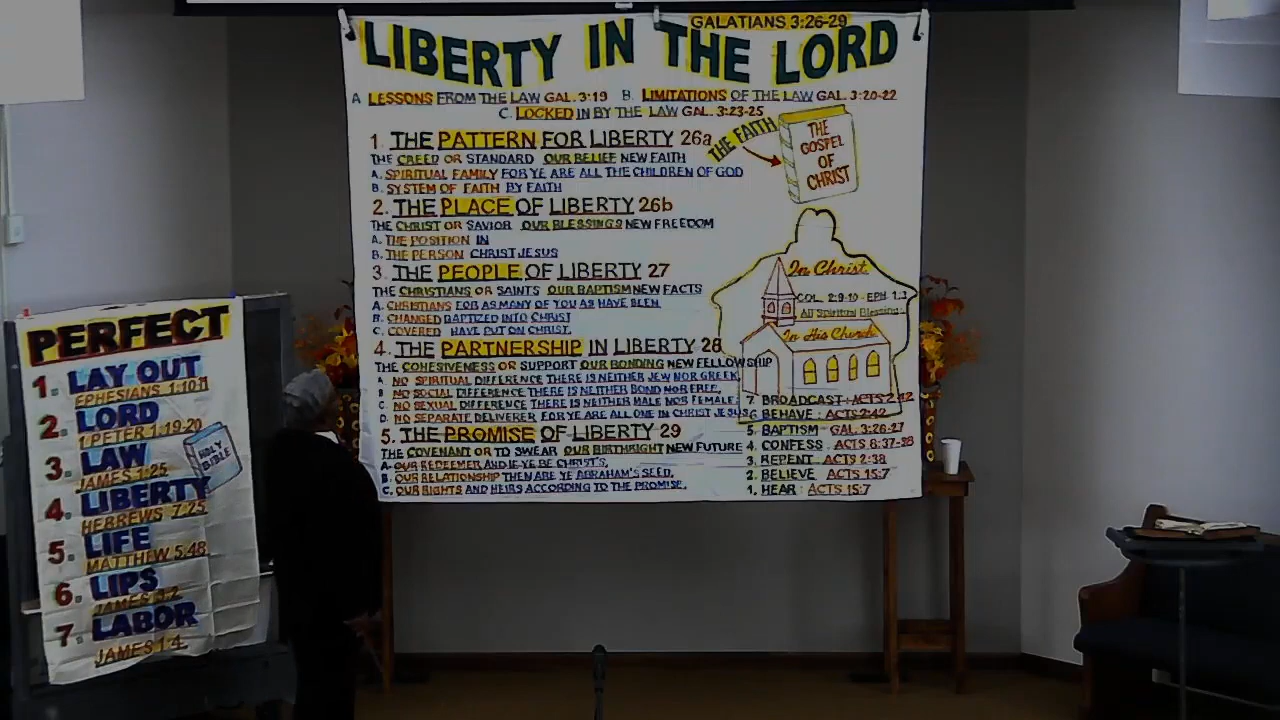 GALATIANS 3:26-29
LIBERTY IN THE LORD
A LESSONS FROM THE LAW GAL. 3:19 B. LIMITATIONS OF THE LAW GAL. 3:20-22
C. LOCKED IN BY THE LAW GAL. 3:23-25
1. THE PATTERN FOR LIBERTY 26a
THE CREED OR STANDARD OUR BELIEF NEW FAITH
A. SPIRITUAL FAMILY FOR YE ARE ALL THE CHILDREN OF GOD
B. SYSTEM OF FAITH BY FAITH
2. THE PLACE OF LIBERTY 26b
THE CHRIST OR SAVIOR OUR BLESSINGS NEW FREEDOM
A. THE POSITION IN
B. THE PERSON CHRIST JESUS
3. THE PEOPLE OF LIBERTY 27
THE CHRISTIANS OR SAINTS OUR BAPTISM NEW FACTS
A. CHRISTIANS FOR AS MANY OF YOU AS HAVE BEEN
B. CHANGED BAPTIZED INTO CHRIST
C. COVERED HAVE PUT ON CHRIST.
4. THE PARTNERSHIP IN LIBERTY 28
THE COHESIVENESS OR SUPPORT OUR BONDING NEW FELLOWSHIP
A. NO SPIRITUAL DIFFERENCE THERE IS NEITHER JEW NOR GREEK,
B NO SOCIAL DIFFERENCE THERE IS NEITHER BOND NOR FREE,
C. NO SEXUAL DIFFERENCE THERE IS NEITHER MALE NOR FEMALE:
D. NO SEPARATE DELIVERER FOR YE ARE ALL ONE IN CHRIST JESUS
5. THE PROMISE OF LIBERTY 29
THE COVENANT OR TO SWEAR OUR BIRTHRIGHT NEW FUTURE
A. OUR REDEEMER AND IF YE BE CHRIST'S,
B. OUR RELATIONSHIP THEN ARE YE ABRAHAM'S SEED,
C. OUR RIGHTS AND HEIRS ACCORDING TO THE PROMISE.
THE FAITH
THE
GOSPEL
OF
CHRIST
In Christ
COL. 2:9-10 - EPH. 1:3
All Spiritual Blessings
In His Church
7. BROADCAST: ACTS 2:42
6 BEHAVE: ACTS 2:42
5. BAPTISM - GAL. 3:26-27
4. CONFESS. ACTS 8:37-38
3. REPENT. ACTS 2:38
2. BELIEVE ACTS 15:7
1. HEAR: ACTS 15:7
PERFECT
1. LAY OUT
EPHESIANS 1:10-11
2. LORD
1 PETER 1:19-20
3. LAW
JAMES 1:25
4. LIBERTY
HEBREWS 7:25
5. LIFE
MATTHEW 5:48
6. LIPS
JAMES 3:2
7. LABOR
JAMES 1:4
HOLY
BIBLE